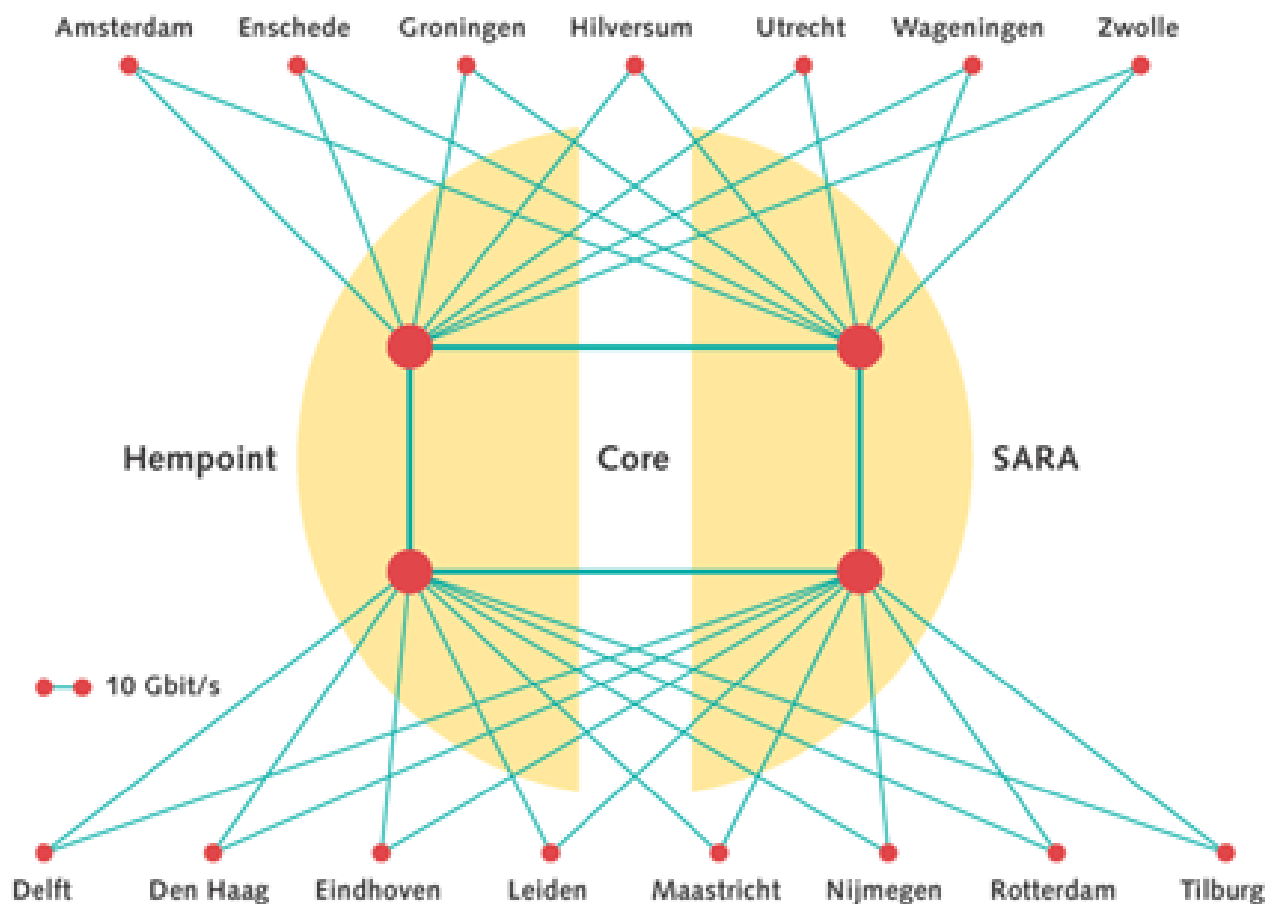 Amsterdam Enschede Groningen Hilversum Utrecht Wageningen Zwolle
Hempoint Core SARA
10 Gbit/s
Delft Den Haag Eindhoven Leiden Maastricht Nijmegen Rotterdam Tilburg